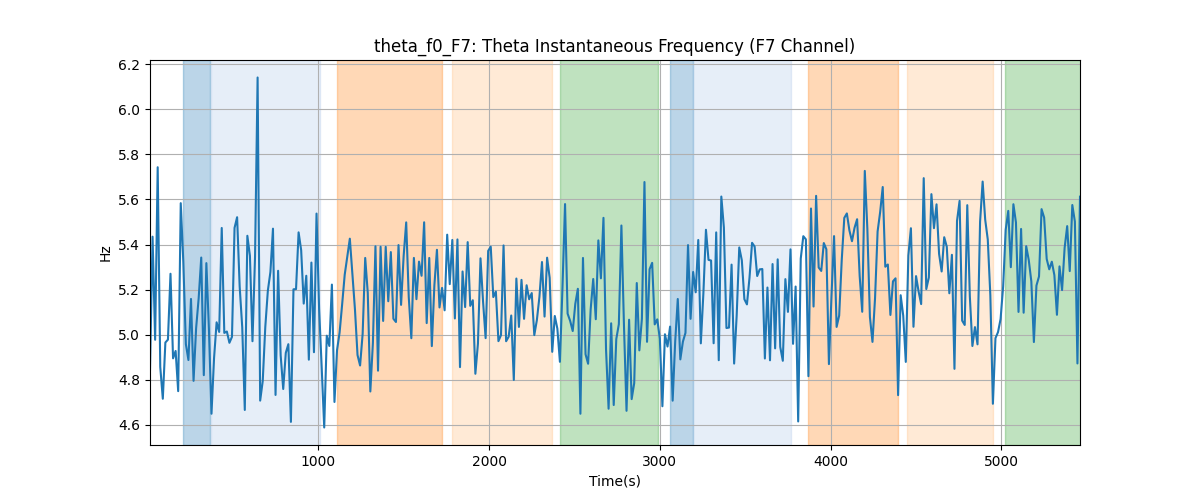 theta_f0_F7: Theta Instantaneous Frequency (F7 Channel)
6.2
6.0
5.8
5.6
5.4
5.2
5.0
4.8
4.6
Hz
1000 2000 3000 4000 5000
Time(s)